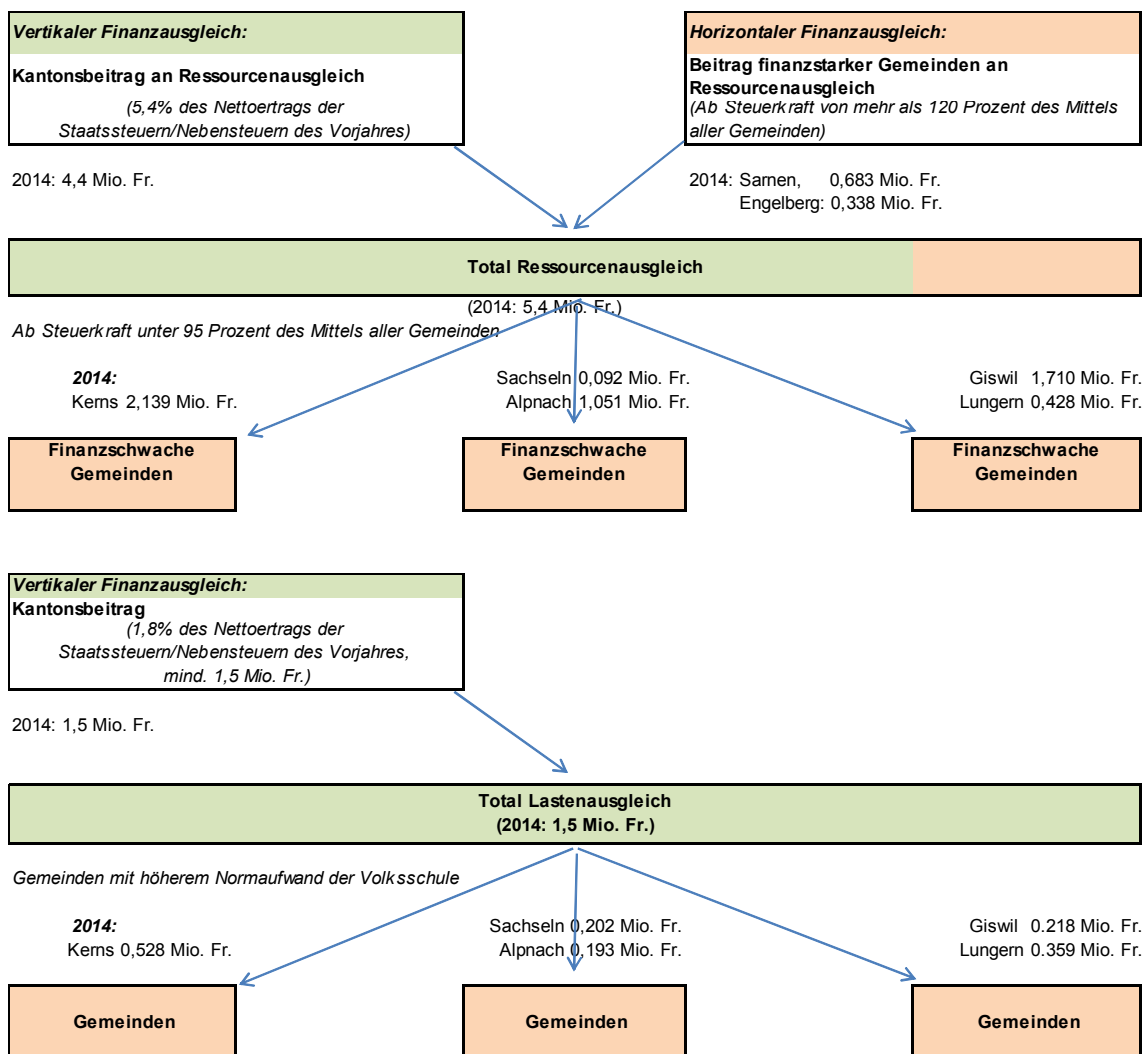 Vertikaler Finanzausgleich:
Kantonsbeitrag an Ressourcenausgleich
(5,4% des Nettoertrags der
Staatssteuern/Nebensteuern des Vorjahres)
2014: 4,4 Mio. Fr.
Horizontaler Finanzausgleich:
Beitrag finanzstarker Gemeinden an
Ressourcenausgleich
(Ab Steuerkraft von mehr als 120 Prozent des Mittels
aller Gemeinden)
2014: Sarnen, 0,683 Mio. Fr.
Engelberg: 0,338 Mio. Fr.
Total Ressourcenausgleich
(2014: 5,4 Mio. Fr.)
Ab Steuerkraft unter 95 Prozent des Mittels aller Gemeinden
2014:
Kerns 2,139 Mio. Fr.
Sachseln 0,092 Mio. Fr.
Alpnach 1,051 Mio. Fr.
Giswil 1,710 Mio. Fr.
Lungern 0,428 Mio. Fr.
Finanzschwache
Gemeinden
Finanzschwache
Gemeinden
Finanzschwache
Gemeinden
Vertikaler Finanzausgleich:
Kantonsbeitrag
(1,8% des Nettoertrags der
Staatssteuern/Nebensteuern des Vorjahres,
mind. 1,5 Mio. Fr.)
2014: 1,5 Mio. Fr.
Total Lastenausgleich
(2014: 1,5 Mio. Fr.)
Gemeinden mit höherem Normaufwand der Volksschule
2014:
Kerns 0,528 Mio. Fr.
Sachseln 0,202 Mio. Fr.
Alpnach 0,193 Mio. Fr.
Giswil 0.218 Mio. Fr.
Lungern 0.359 Mio. Fr.
Gemeinden
Gemeinden
Gemeinden